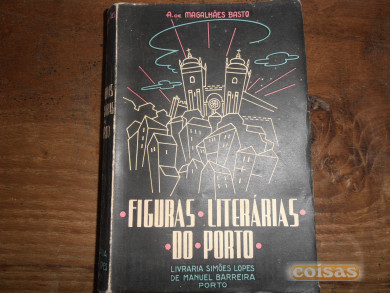 A. DE MAGALHÃES BASTO
• FIGURAS • LITERÁRIAS •
• DO • PORTO •
LIVRARIA SIMÕES LOPES
DE MANUEL BARREIRA
PORTO
coisas